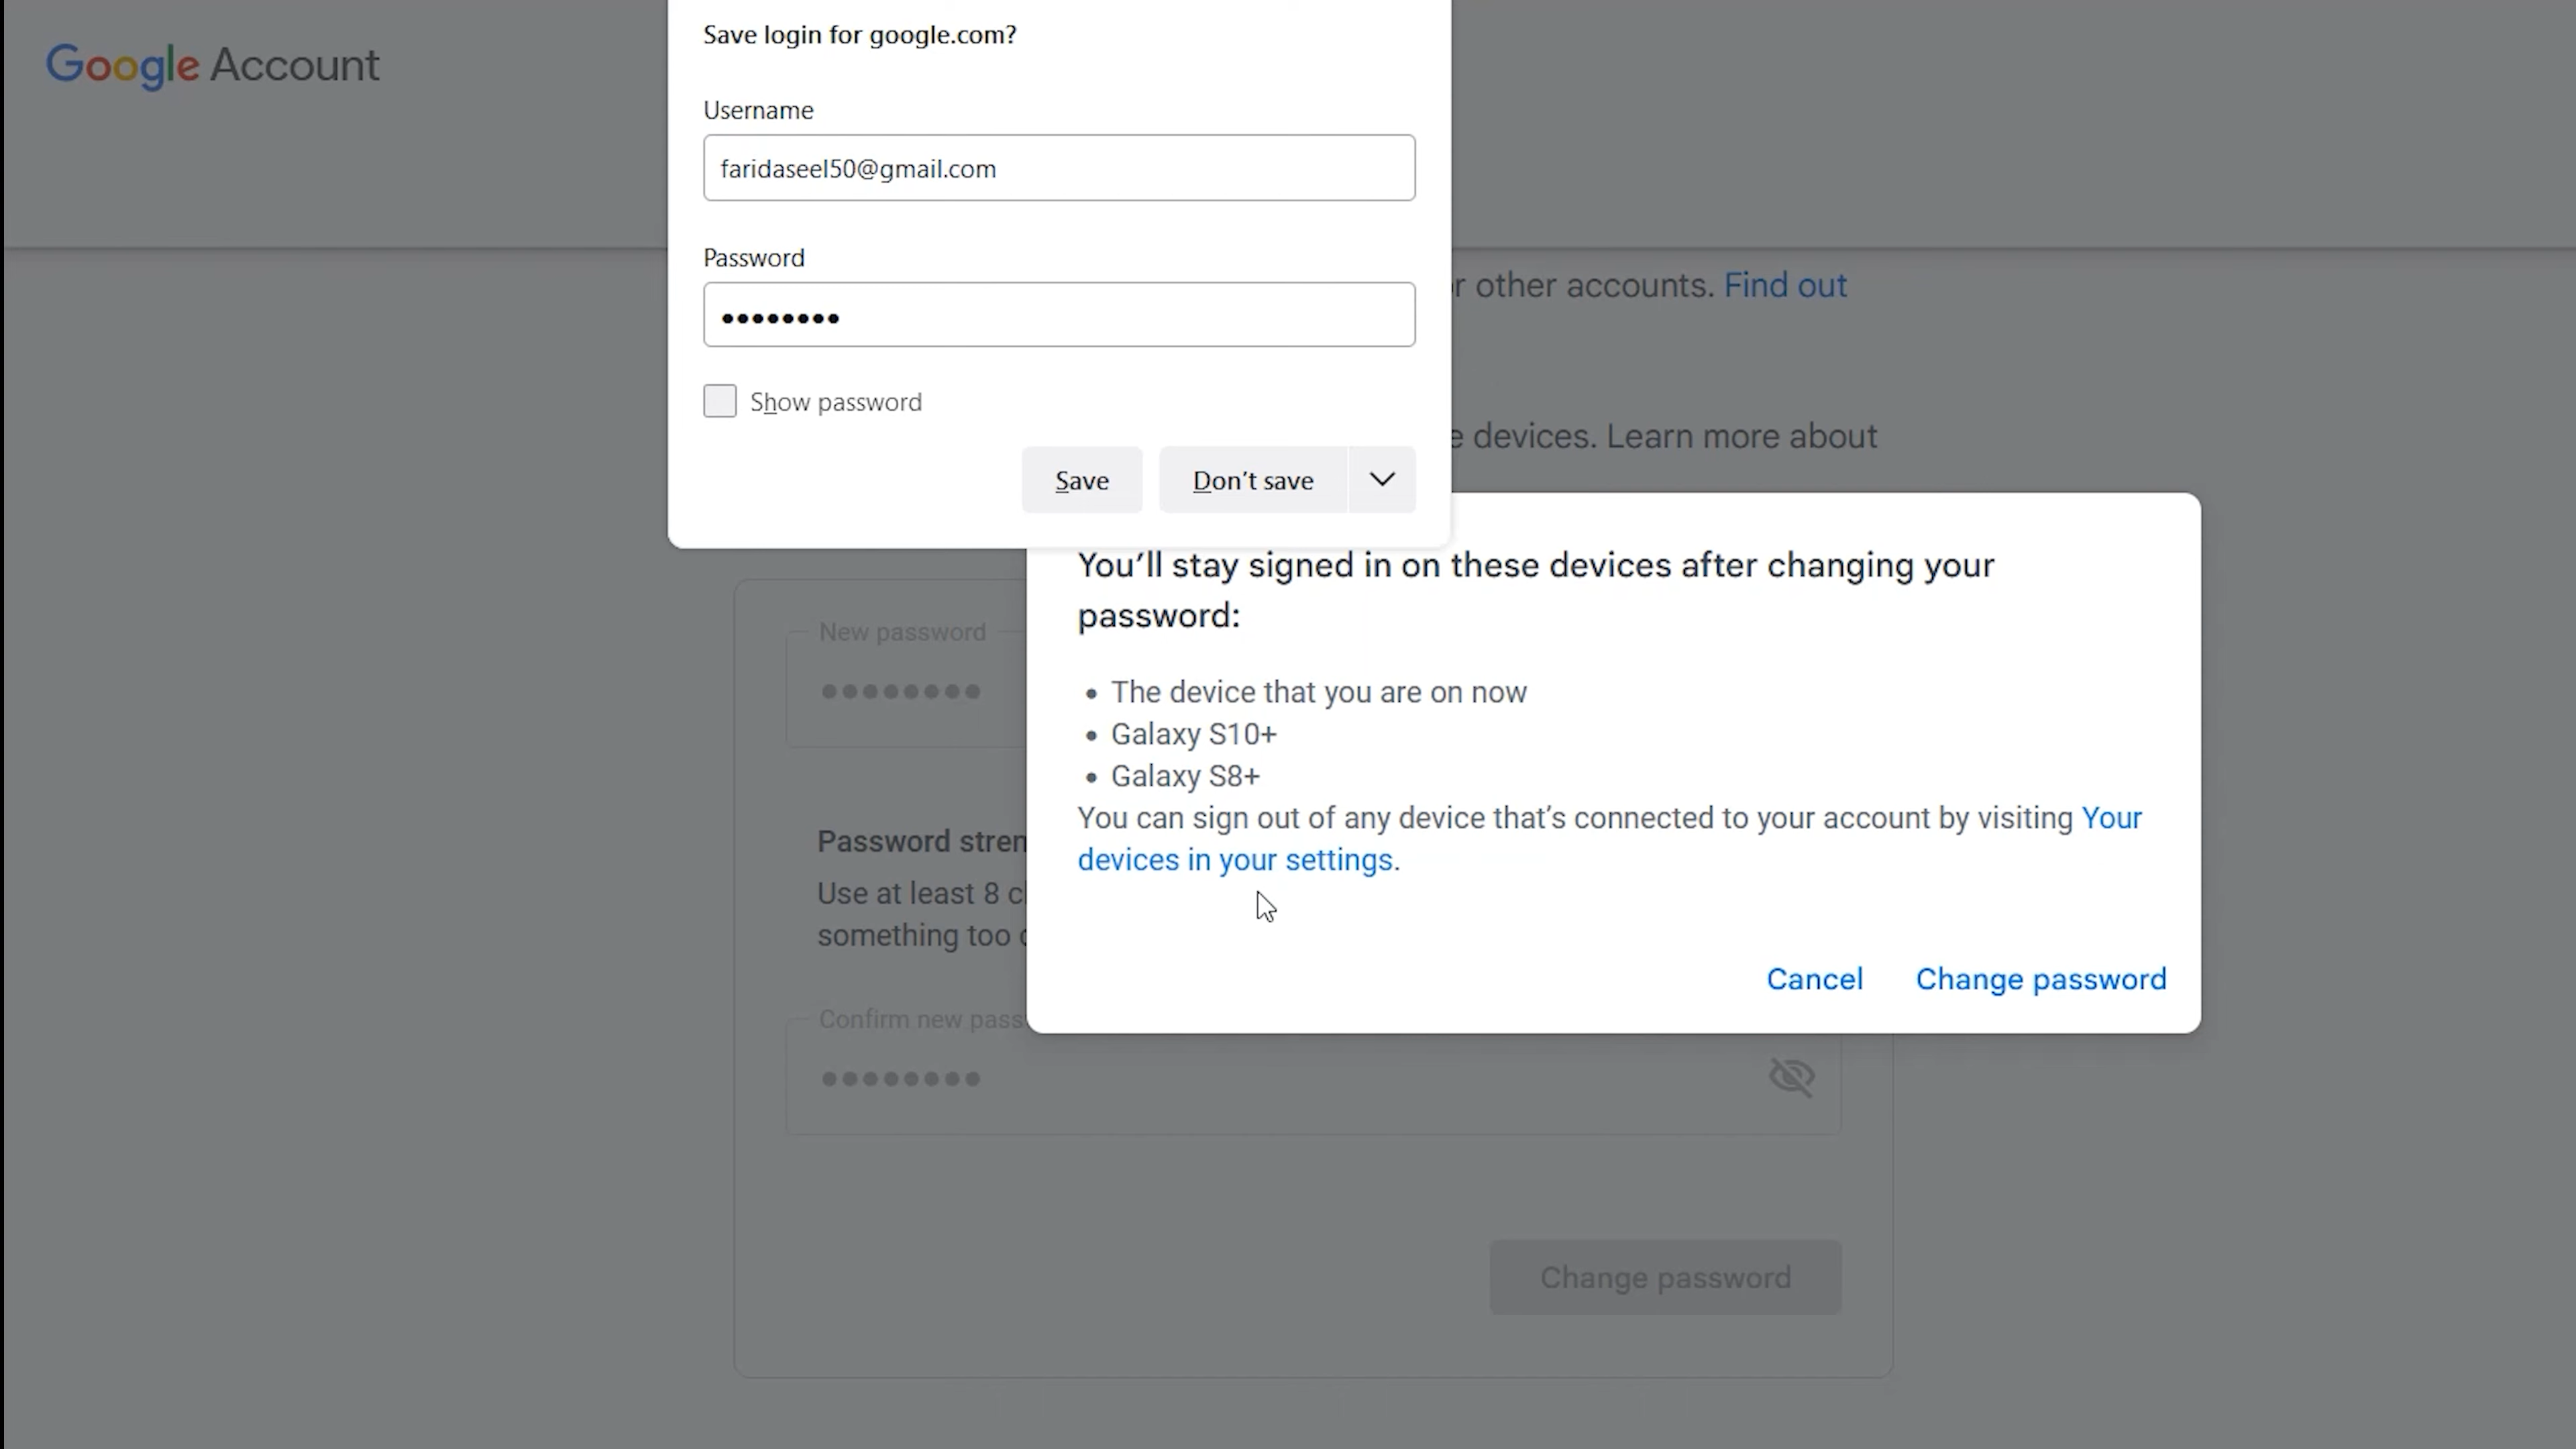 Google Account
Save login for google.com?
Username
faridaseel50@gmail.com
Password
••••••••
Show password
Save
Don't save
r other accounts. Find out
e devices. Learn more about
You'll stay signed in on these devices after changing your
password:
• The device that you are on now
• Galaxy S10+
• Galaxy S8+
You can sign out of any device that's connected to your account by visiting Your
devices in your settings.
Cancel
Change password
New password
••••••••
Password stren
Use at least 8 c
something too
Confirm new pass
••••••••
Change password